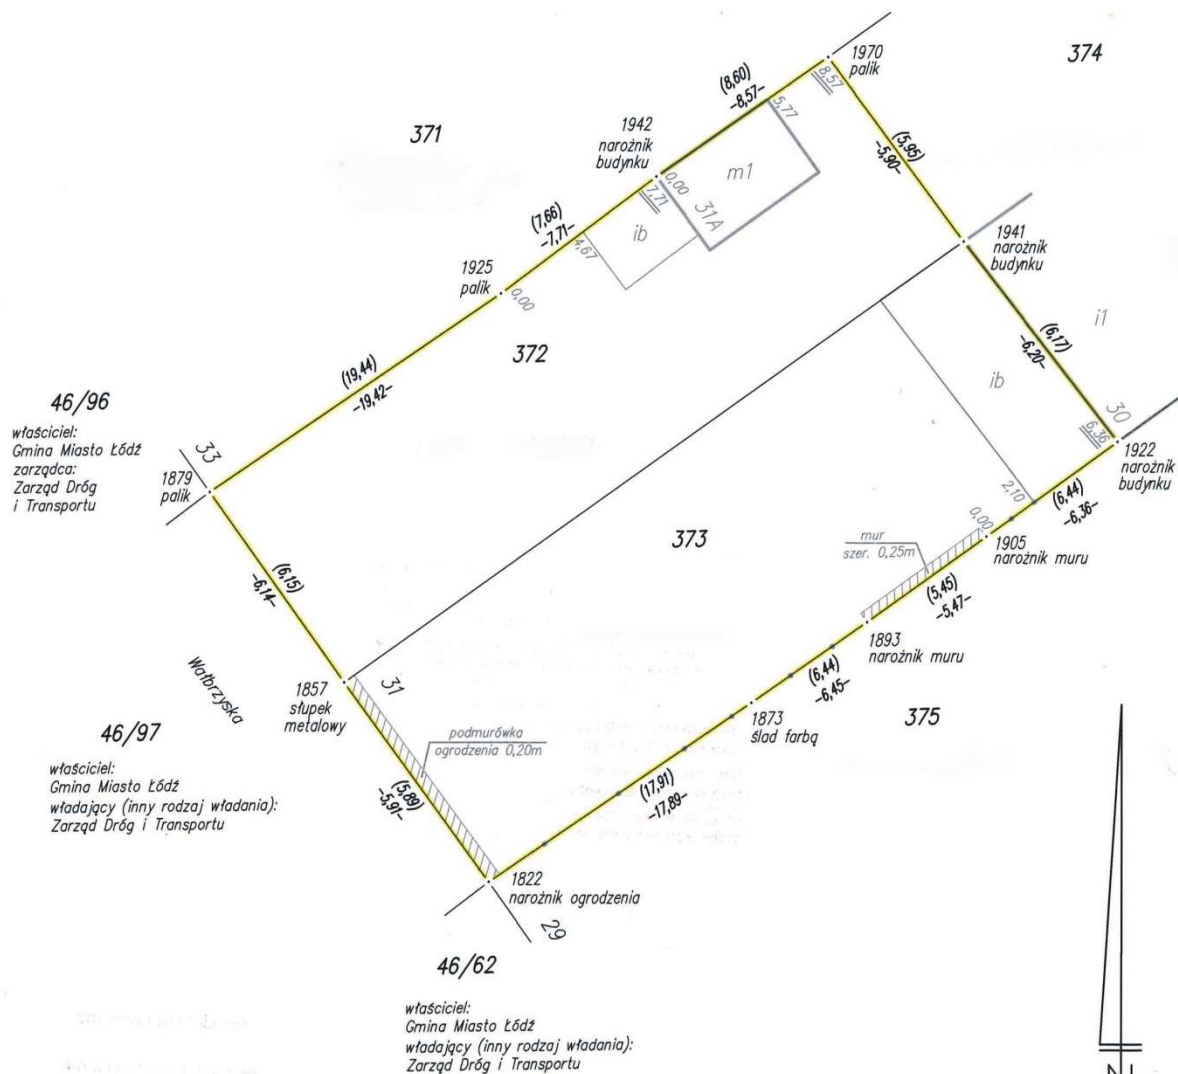 374
1970
palik
8,57
(8,60)
-8,57-
5,77
371
1942
narożnik
budynku
0,00
m1
(5,95)
-5,90-
7,71
31A
(7,66)
-7,71-
ib
4,67
1941
narożnik
budynku
1925
palik
0,00
i1
372
(6,17)
-6,20-
(19,44)
-19,42-
ib
46/96
właściciel:
Gmina Miasto Łódź
zarządca:
Zarząd Dróg
i Transportu
30
6,36
33
1922
narożnik
budynku
1879
palik
2,10
(6,44)
-6,36-
0,00
373
mur
szer. 0,25m
1905
narożnik muru
(6,15)
-6,14-
(5,45)
-5,47-
1893
narożnik muru
Wałbrzyska
31
1857
słupek
metalowy
(6,44)
-6,45-
1873
ślad farbą
375
46/97
właściciel:
Gmina Miasto Łódź
władający (inny rodzaj władania):
Zarząd Dróg i Transportu
podmurówka
ogrodzenia 0,20m
(5,89)
-5,91-
(17,91)
-17,89-
1822
narożnik ogrodzenia
29
46/62
właściciel:
Gmina Miasto Łódź
władający (inny rodzaj władania):
Zarząd Dróg i Transportu
N